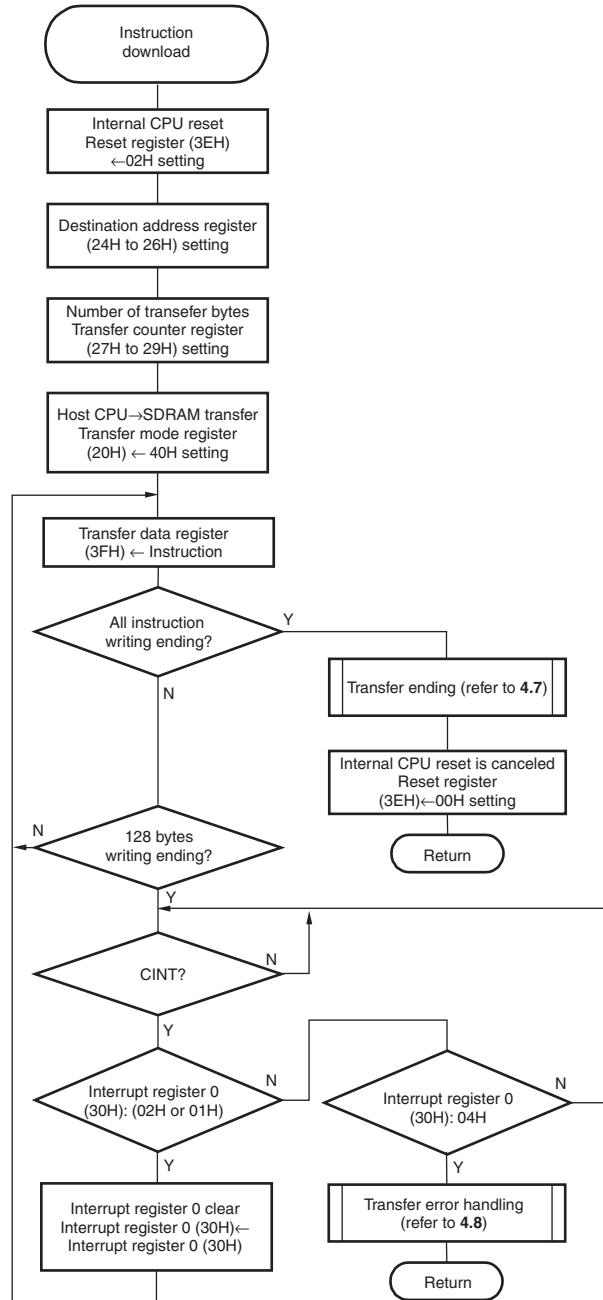 Instruction
download
Internal CPU reset
Reset register (3EH)
←02H setting
Destination address register
(24H to 26H) setting
Number of transefer bytes
Transfer counter register
(27H to 29H) setting
Host CPU→SDRAM transfer
Transfer mode register
(20H) ← 40H setting
Transfer data register
(3FH) ← Instruction
All instruction
writing ending?
Y
N
Transfer ending (refer to 4.7)
Internal CPU reset is canceled
Reset register
(3EH)←00H setting
Return
128 bytes
writing ending?
N
Y
CINT?
N
Y
Interrupt register 0
(30H): (02H or 01H)
N
Y
Interrupt register 0
(30H): 04H
N
Y
Interrupt register 0 clear
Interrupt register 0 (30H)←
Interrupt register 0 (30H)
Transfer error handling
(refer to 4.8)
Return